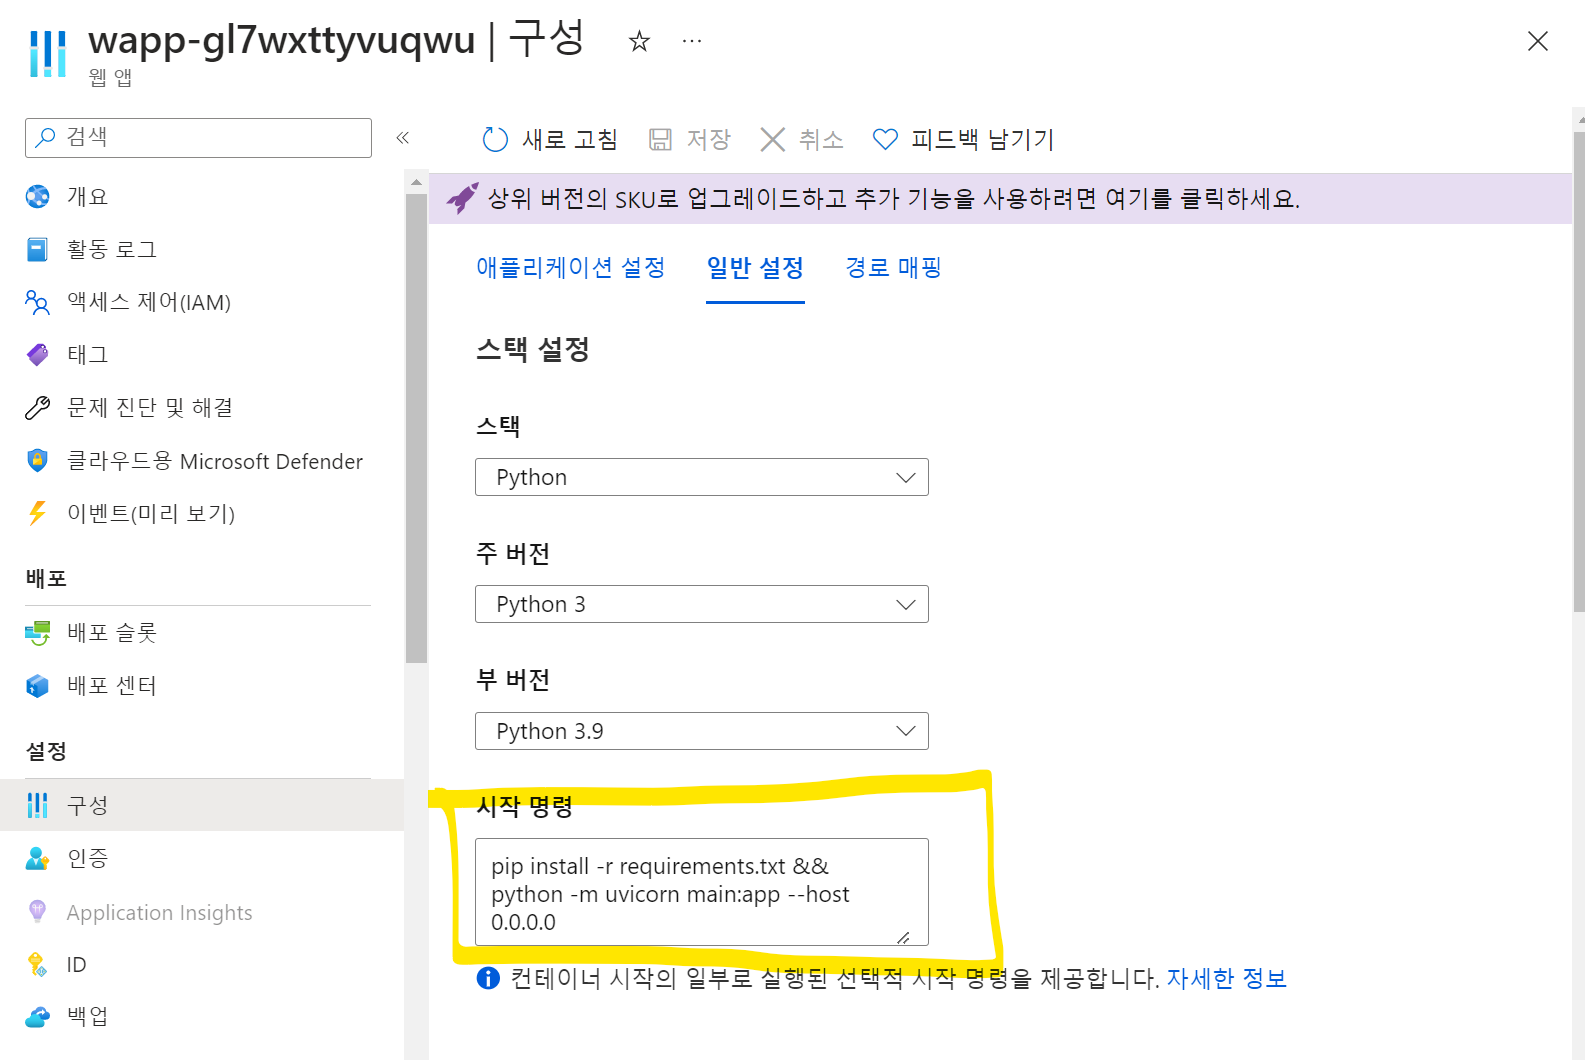 wapp-gl7wxttyvuqwu | 구성
웹 앱
검색
개요
활동 로그
액세스 제어(IAM)
태그
문제 진단 및 해결
클라우드용 Microsoft Defender
이벤트(미리 보기)
배포
배포 슬롯
배포 센터
설정
구성
인증
Application Insights
ID
백업
새로 고침
저장
취소
피드백 남기기
상위 버전의 SKU로 업그레이드하고 추가 기능을 사용하려면 여기를 클릭하세요.
애플리케이션 설정
일반 설정
경로 매핑
스택 설정
스택
Python
주 버전
Python 3
부 버전
Python 3.9
시작 명령
pip install -r requirements.txt &&
python -m uvicorn main:app --host
0.0.0.0
컨테이너 시작의 일부로 실행된 선택적 시작 명령을 제공합니다. 자세한 정보